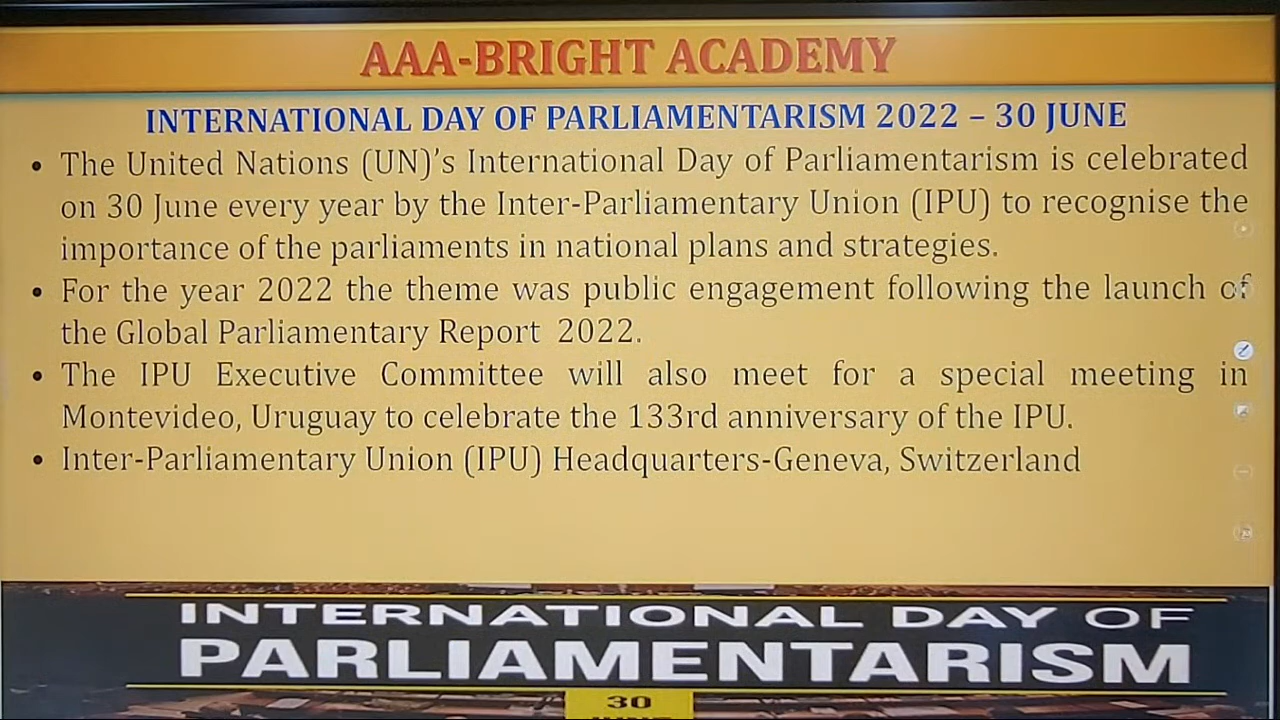 AAA-BRIGHT ACADEMY
INTERNATIONAL DAY OF PARLIAMENTARISM 2022 – 30 JUNE
• The United Nations (UN)’s International Day of Parliamentarism is celebrated
on 30 June every year by the Inter-Parliamentary Union (IPU) to recognise the
importance of the parliaments in national plans and strategies.
• For the year 2022 the theme was public engagement following the launch of
the Global Parliamentary Report 2022.
• The IPU Executive Committee will also meet for a special meeting in
Montevideo, Uruguay to celebrate the 133rd anniversary of the IPU.
• Inter-Parliamentary Union (IPU) Headquarters-Geneva, Switzerland
INTERNATIONAL DAY OF
PARLIAMENTARISM
30
JUNE